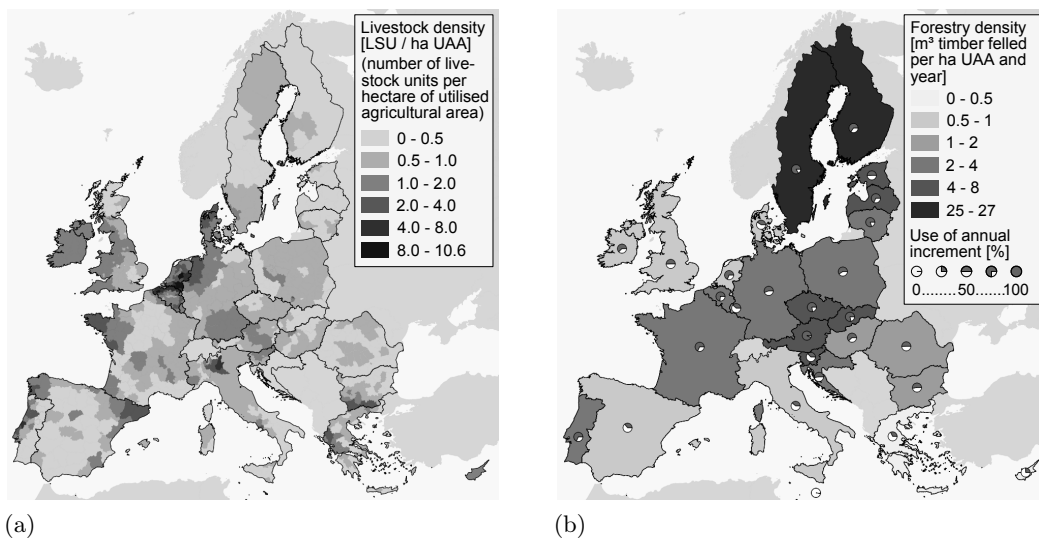 Livestock density
[LSU / ha UAA]
(number of live-
stock units per
hectare of utilised
agricultural area)
0 - 0.5
0.5 - 1.0
1.0 - 2.0
2.0 - 4.0
4.0 - 8.0
8.0 - 10.6
(a)
Forestry density
[m³ timber felled
per ha UAA and
year]
0 - 0.5
0.5 - 1
1 - 2
2 - 4
4 - 8
25 - 27
Use of annual
increment [%]
0........50......100
(b)